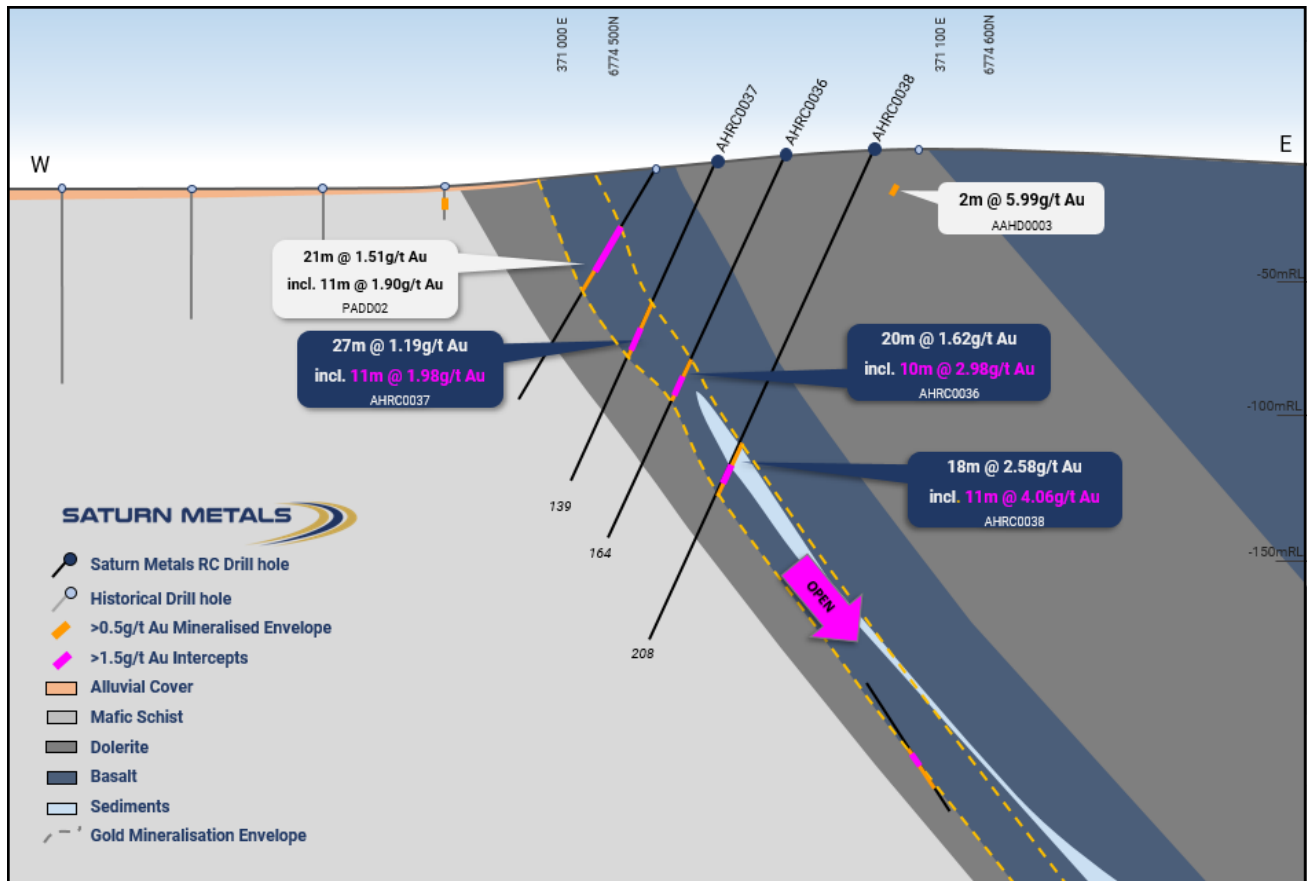 371 000 E
6774 500N
371 100 E
6774 600N
W
E
AHRC0037
AHRC0036
AHRC0038
2m @ 5.99g/t Au
AAHD0003
21m @ 1.51g/t Au
incl. 11m @ 1.90g/t Au
PADD02
-50mRL
27m @ 1.19g/t Au
incl. 11m @ 1.98g/t Au
AHRC0037
20m @ 1.62g/t Au
incl. 10m @ 2.98g/t Au
AHRC0036
-100mRL
18m @ 2.58g/t Au
incl. 11m @ 4.06g/t Au
AHRC0038
139
164
208
-150mRL
OPEN
SATURN METALS
Saturn Metals RC Drill hole
Historical Drill hole
>0.5g/t Au Mineralised Envelope
>1.5g/t Au Intercepts
Alluvial Cover
Mafic Schist
Dolerite
Basalt
Sediments
Gold Mineralisation Envelope